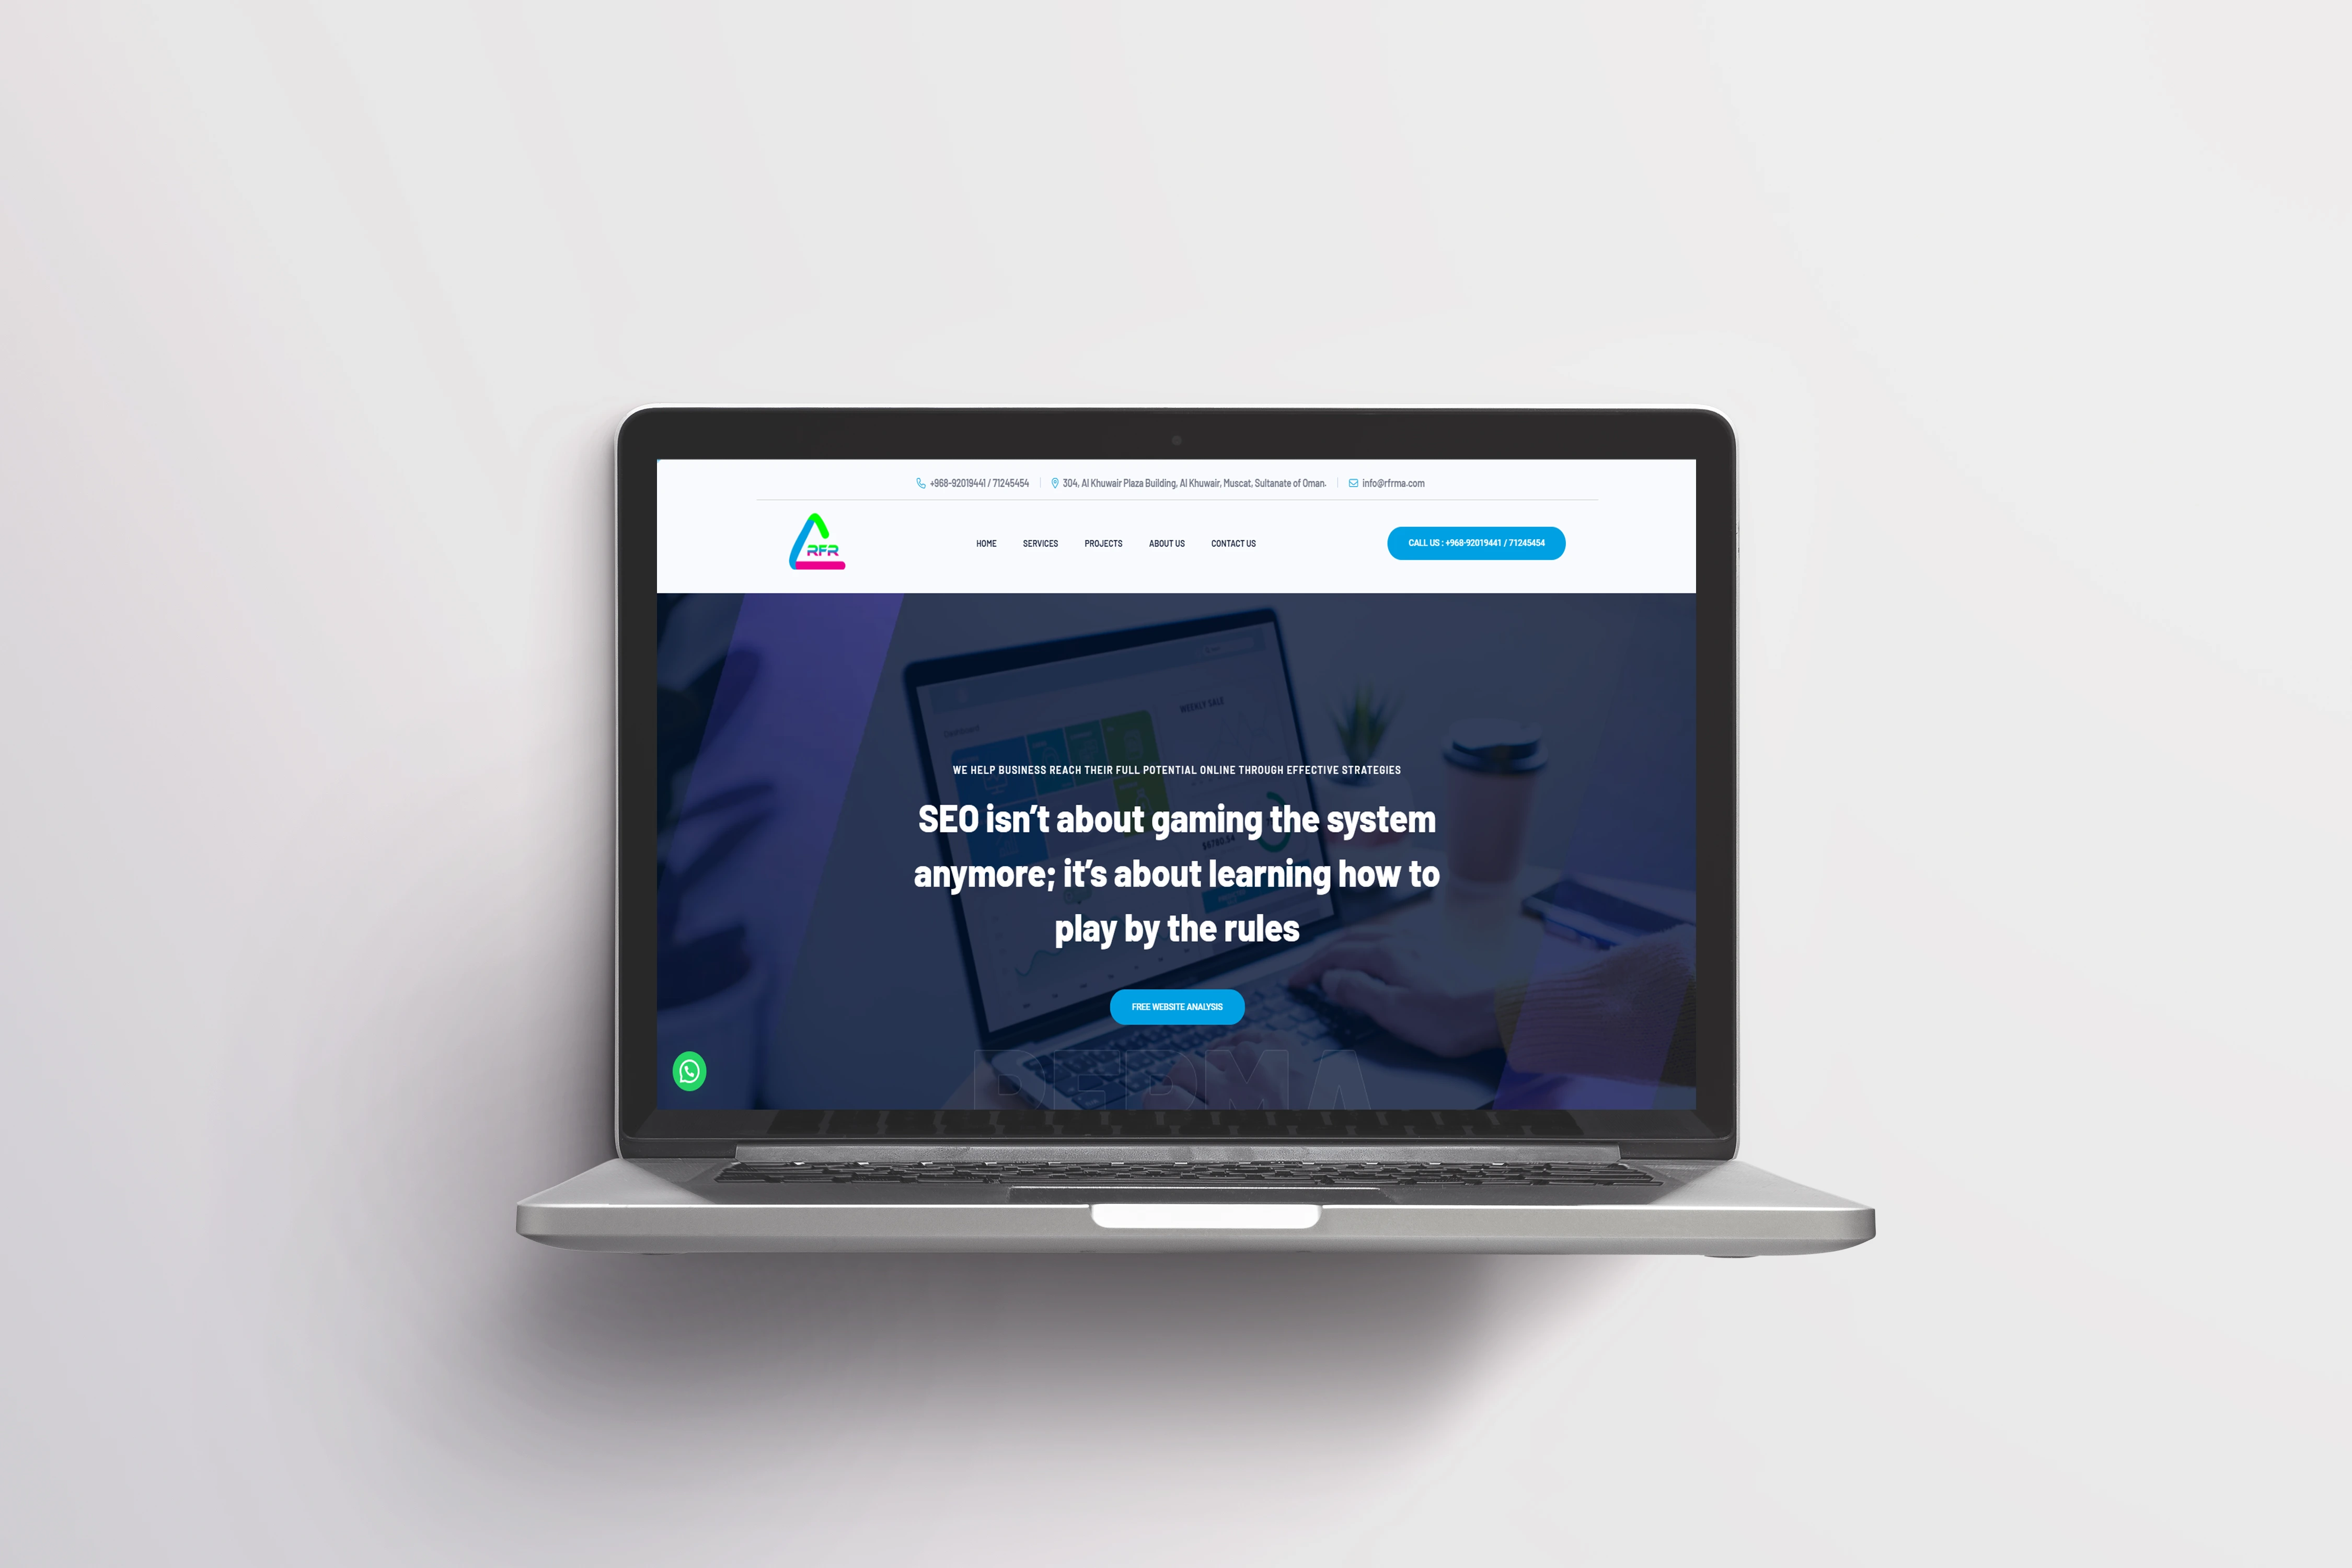 +968-92019441 / 71245454
304, Al Khuwair Plaza Building, Al Khuwair, Muscat, Sultanate of Oman.
info@rfrma.com
RFR
HOME
SERVICES
PROJECTS
ABOUT US
CONTACT US
CALL US : +968-92019441 / 71245454
Dashboard
WEEKLY SALE
WE HELP BUSINESS REACH THEIR FULL POTENTIAL ONLINE THROUGH EFFECTIVE STRATEGIES
SEO isn’t about gaming the system
anymore; it’s about learning how to
play by the rules
FREE WEBSITE ANALYSIS
RFRMA